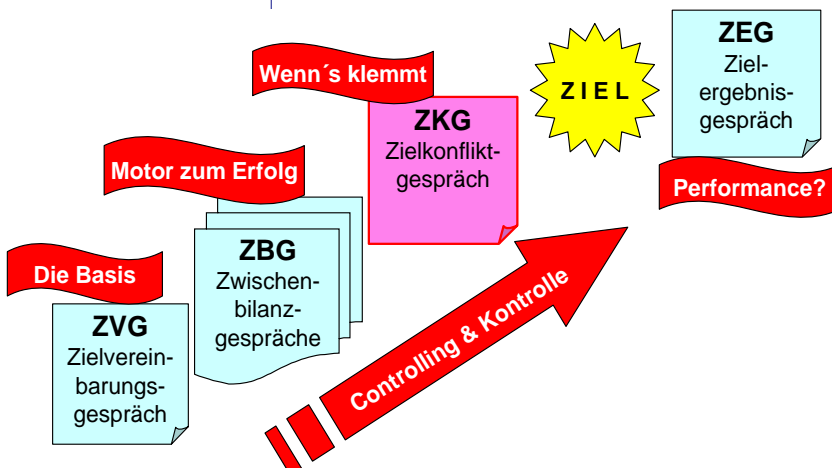 Die Basis
ZVG
Zielverein-
barungs-
gespräch
Motor zum Erfolg
ZBG
Zwischen-
bilanz-
gespräche
Wenn´s klemmt
ZKG
Zielkonflikt-
gespräch
Z I E L
ZEG
Ziel-
ergebnis-
gespräch
Performance?
Controlling & Kontrolle